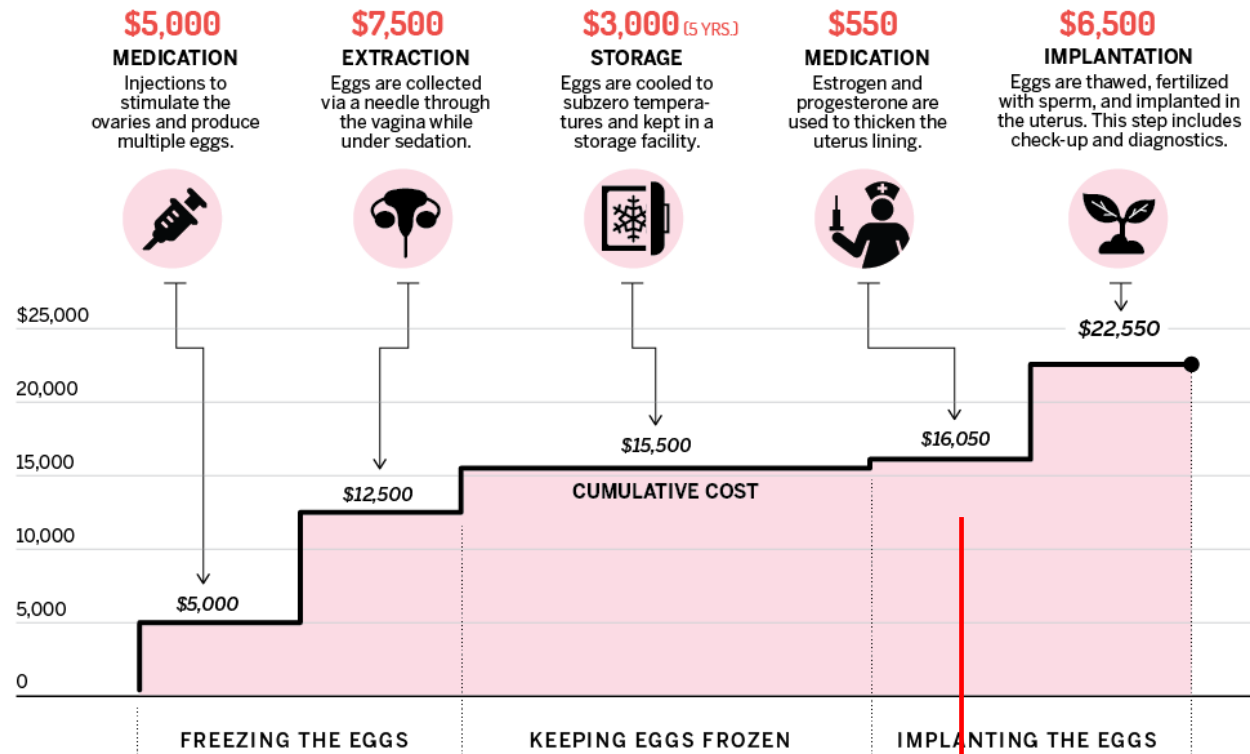 $5,000
MEDICATION
Injections to
stimulate the
ovaries and produce
multiple eggs.
$7,500
EXTRACTION
Eggs are collected
via a needle through
the vagina while
under sedation.
$3,000 (5 YRS.)
STORAGE
Eggs are cooled to
subzero tempera-
tures and kept in a
storage facility.
$550
MEDICATION
Estrogen and
progesterone are
used to thicken the
uterus lining.
$6,500
IMPLANTATION
Eggs are thawed, fertilized
with sperm, and implanted in
the uterus. This step includes
check-up and diagnostics.
$25,000
$22,550
20,000
$15,500
$16,050
15,000
CUMULATIVE COST
$12,500
10,000
5,000
$5,000
0
FREEZING THE EGGS
KEEPING EGGS FROZEN
IMPLANTING THE EGGS